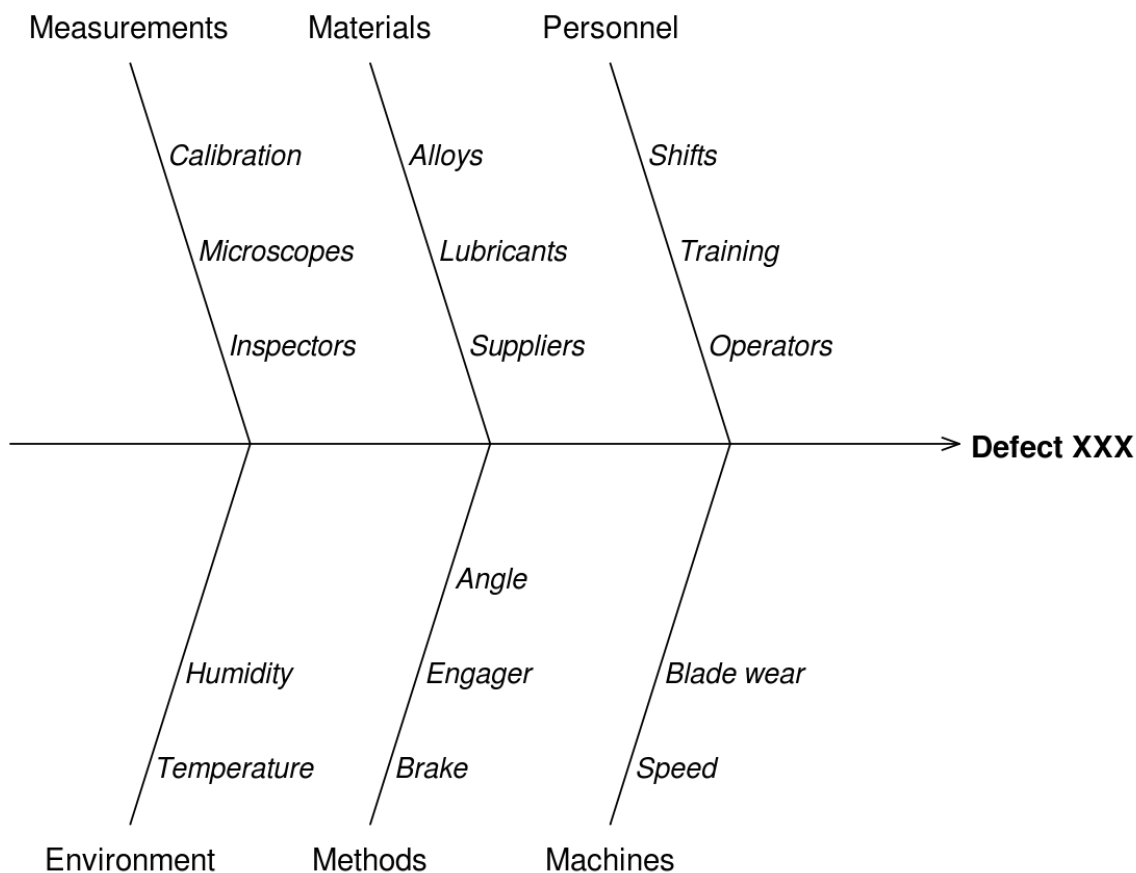 Measurements
Materials
Personnel
Calibration
Alloys
Shifts
Microscopes
Lubricants
Training
Inspectors
Suppliers
Operators
Defect XXX
Angle
Humidity
Engager
Blade wear
Temperature
Brake
Speed
Environment
Methods
Machines